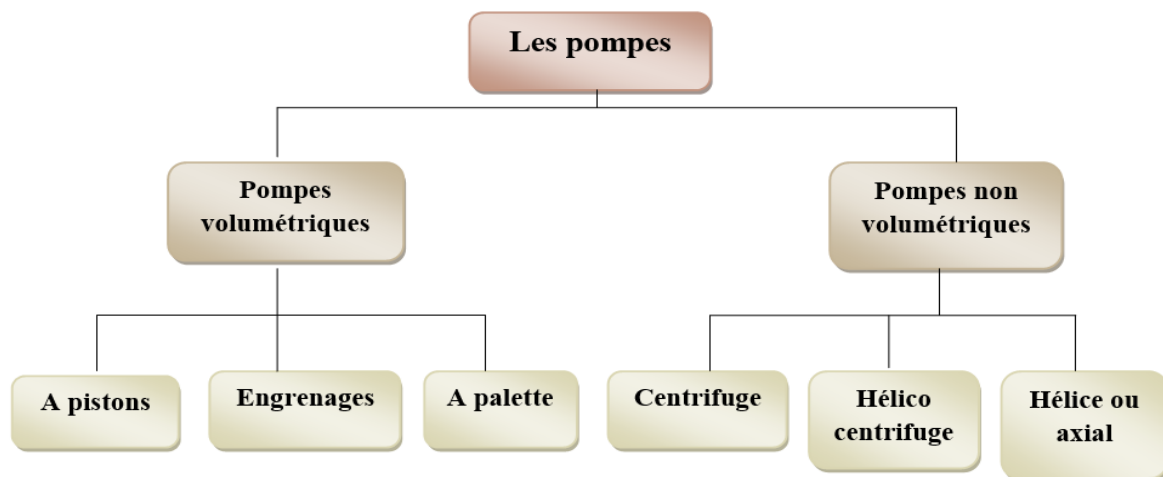 Les pompes
Pompes
volumétriques
Pompes non
volumétriques
A pistons
Engrenages
A palette
Centrifuge
Hélico
centrifuge
Hélice ou
axial